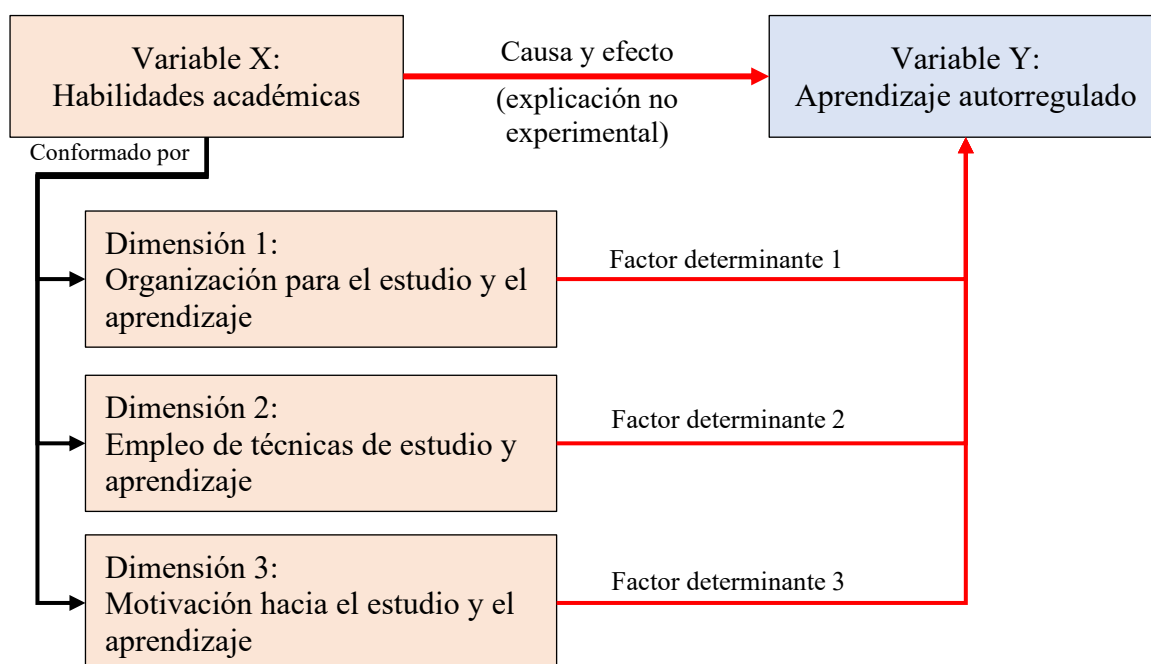 Variable X:
Habilidades académicas
Causa y efecto
(explicación no
experimental)
Variable Y:
Aprendizaje autorregulado
Conformado por
Dimensión 1:
Organización para el estudio y el
aprendizaje
Factor determinante 1
Dimensión 2:
Empleo de técnicas de estudio y
aprendizaje
Factor determinante 2
Dimensión 3:
Motivación hacia el estudio y el
aprendizaje
Factor determinante 3